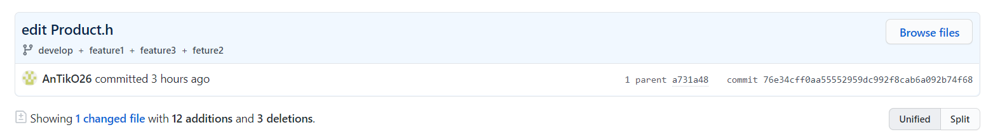 edit Product.h
Browse files
develop + feature1 + feature3 + feture2
AnTikO26 committed 3 hours ago
1 parent a731a48 commit 76e34cff0aa55552959dc992f8cab6a092b74f68
Showing 1 changed file with 12 additions and 3 deletions.
Unified Split